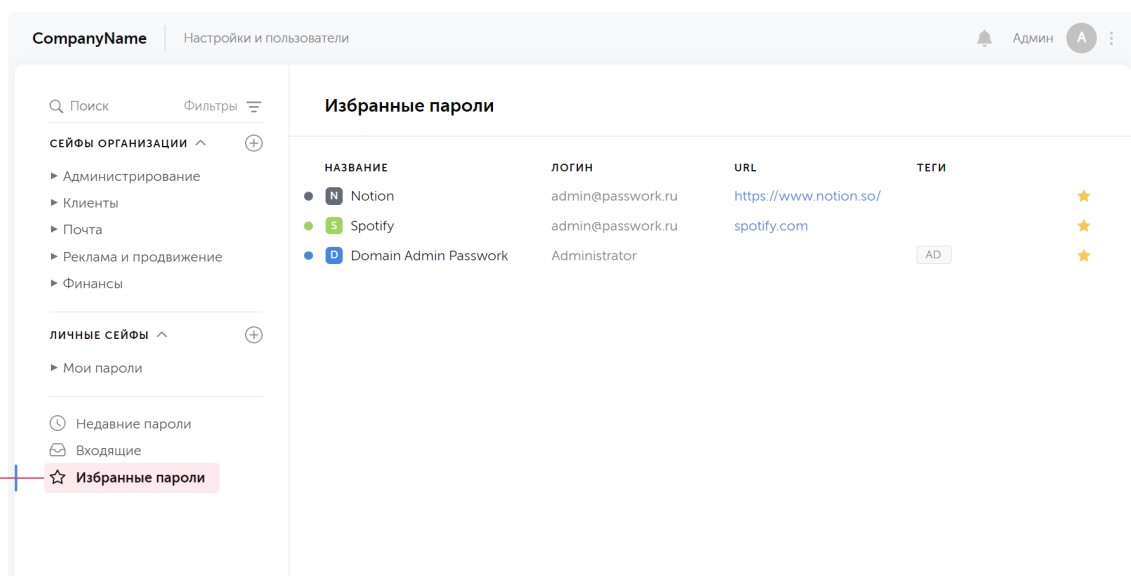 CompanyName Настройки и пользователи Админ A
Поиск Фильтры
СЕЙФЫ ОРГАНИЗАЦИИ
Администрирование
Клиенты
Почта
Реклама и продвижение
Финансы
ЛИЧНЫЕ СЕЙФЫ
Мои пароли
Недавние пароли
Входящие
Избранные пароли
Избранные пароли
НАЗВАНИЕ ЛОГИН URL ТЕГИ
N Notion admin@passwork.ru https://www.notion.so/
S Spotify admin@passwork.ru spotify.com
D Domain Admin Passwork Administrator AD